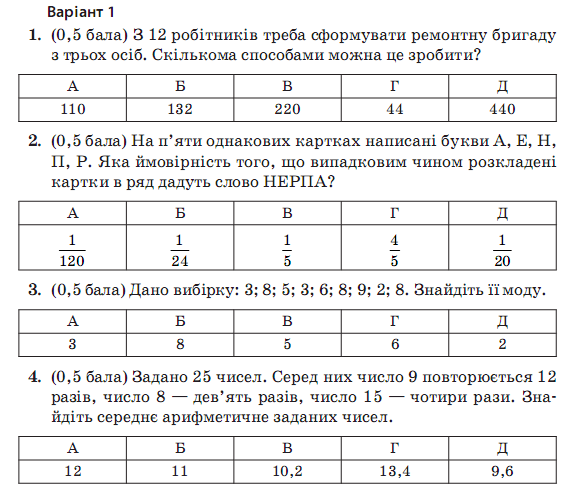 Варіант 1
1. (0,5 бала) З 12 робітників треба сформувати ремонтну бригаду
з трьох осіб. Скількома способами можна це зробити?
А Б В Г Д
110 132 220 44 440
2. (0,5 бала) На п’яти однакових картках написані букви А, Е, Н,
П, Р. Яка ймовірність того, що випадковим чином розкладені
картки в ряд дадуть слово НЕРПА?
А Б В Г Д
1/120 1/24 1/5 4/5 1/20
3. (0,5 бала) Дано вибірку: 3; 8; 5; 3; 6; 8; 9; 2; 8. Знайдіть її моду.
А Б В Г Д
3 8 5 6 2
4. (0,5 бала) Задано 25 чисел. Серед них число 9 повторюється 12
разів, число 8 — дев’ять разів, число 15 — чотири рази. Зна-
йдіть середнє арифметичне заданих чисел.
А Б В Г Д
12 11 10,2 13,4 9,6